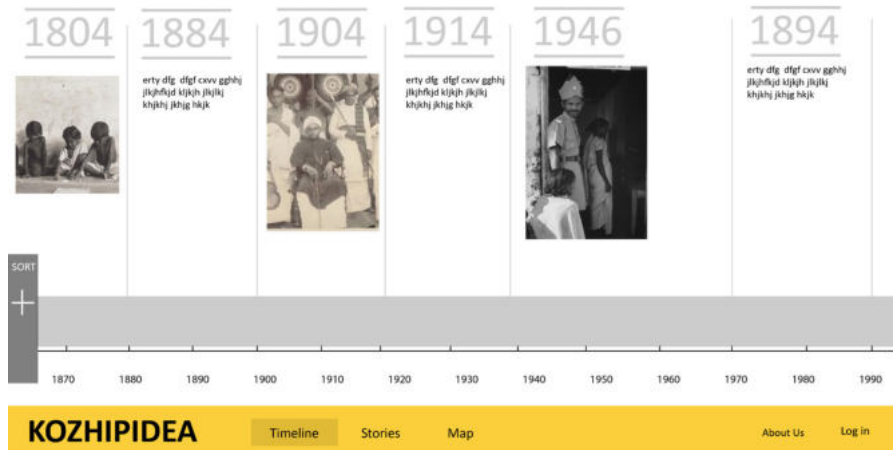 1804
1884
erty dfg dfgf cxvv gghhj
jlkjhfkjd kljkjh jlkjlkj
khjkhj jkhjg hkjk
1904
1914
erty dfg dfgf cxvv gghhj
jlkjhfkjd kljkjh jlkjlkj
khjkhj jkhjg hkjk
1946
1894
erty dfg dfgf cxvv gghhj
jlkjhfkjd kljkjh jlkjlkj
khjkhj jkhjg hkjk
SORT
1870 1880 1890 1900 1910 1920 1930 1940 1950 1960 1970 1980 1990
KOZHIPIDEA Timeline Stories Map About Us Log in